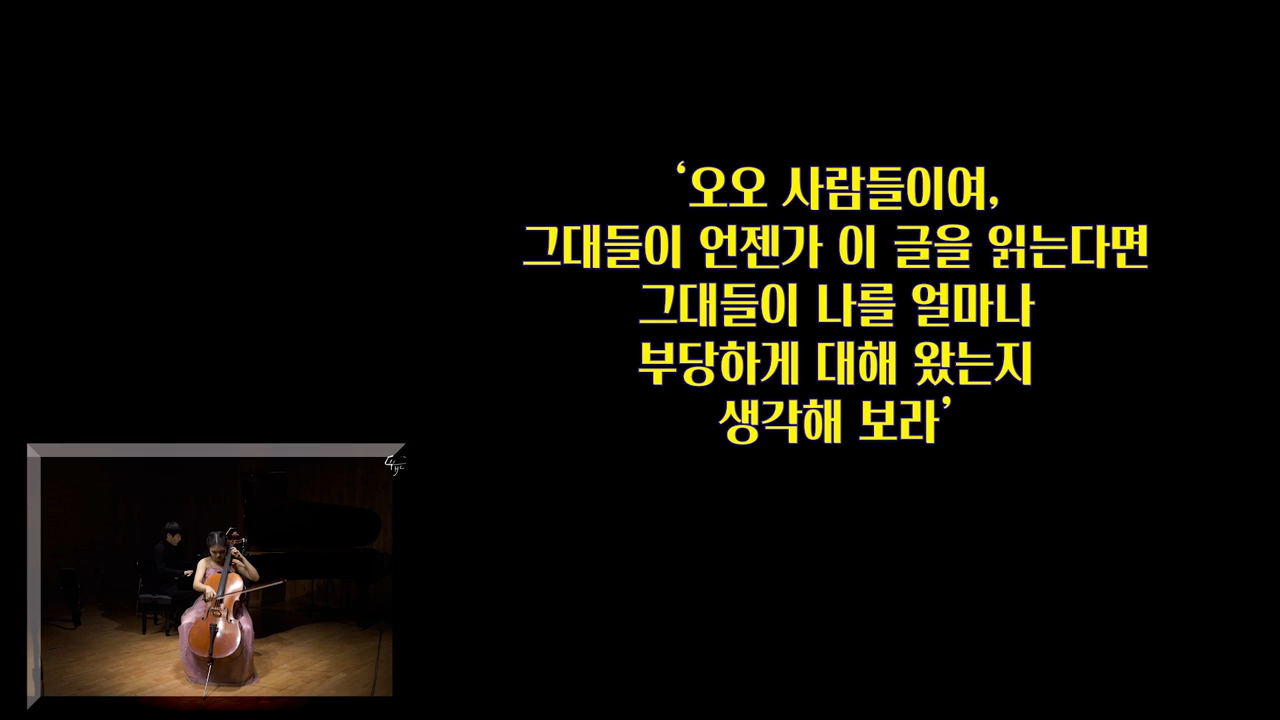 ‘오오 사람들이여,
그대들이 언젠가 이 글을 읽는다면
그대들이 나를 얼마나
부당하게 대해 왔는지
생각해 보라’